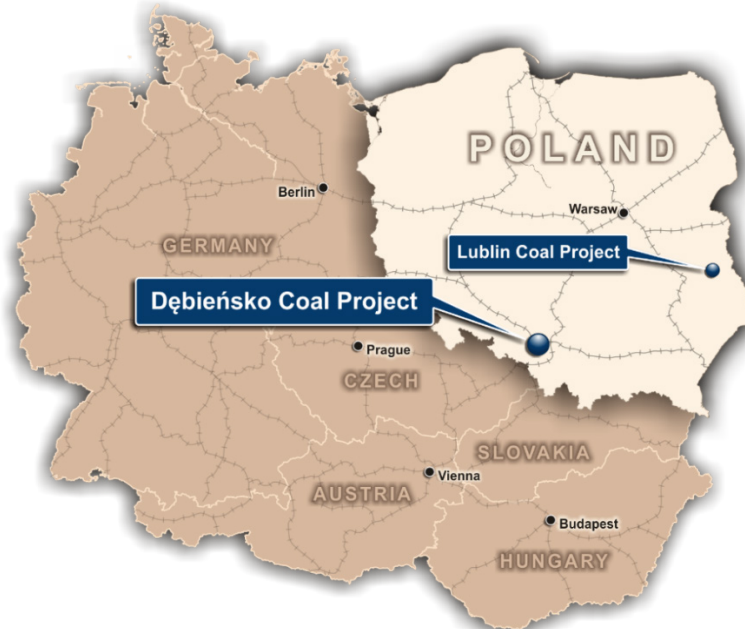 POLAND
Berlin
Warsaw
GERMANY
Lublin Coal Project
Dębieńsko Coal Project
Prague
CZECH
SLOVAKIA
Vienna
AUSTRIA
Budapest
HUNGARY